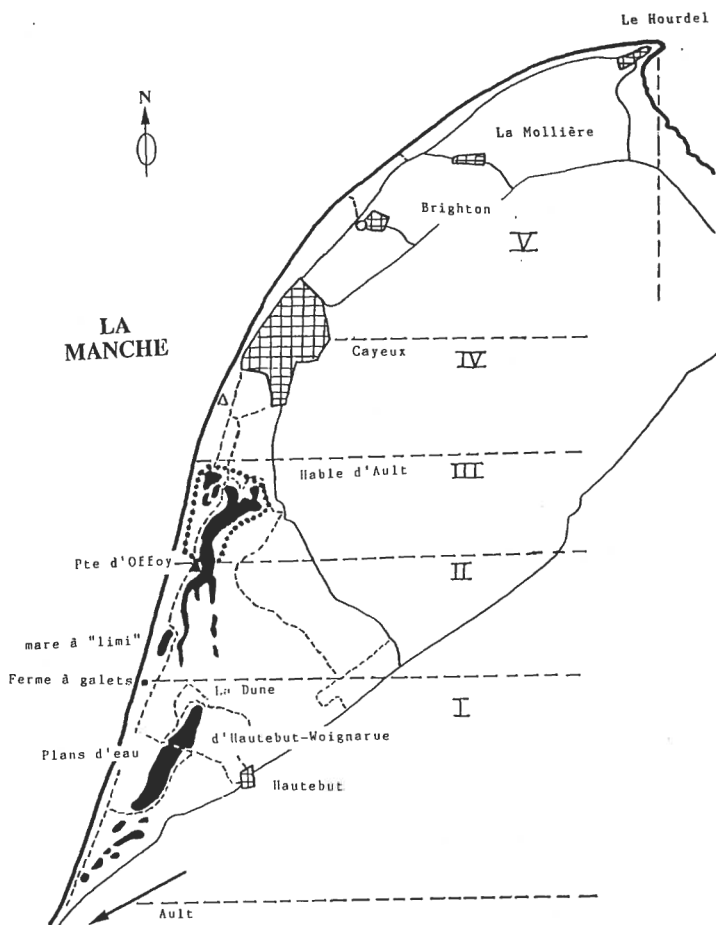 Le Hourdel
N
La Mollière
Brighton
V
LA
MANCHE
Cayeux
IV
Hable d'Ault
III
Pte d'Offoy
II
mare à "limi"
Ferme à galets
La Dune
I
d'Hautebut-Woignarue
Plans d'eau
Hautebut
Ault